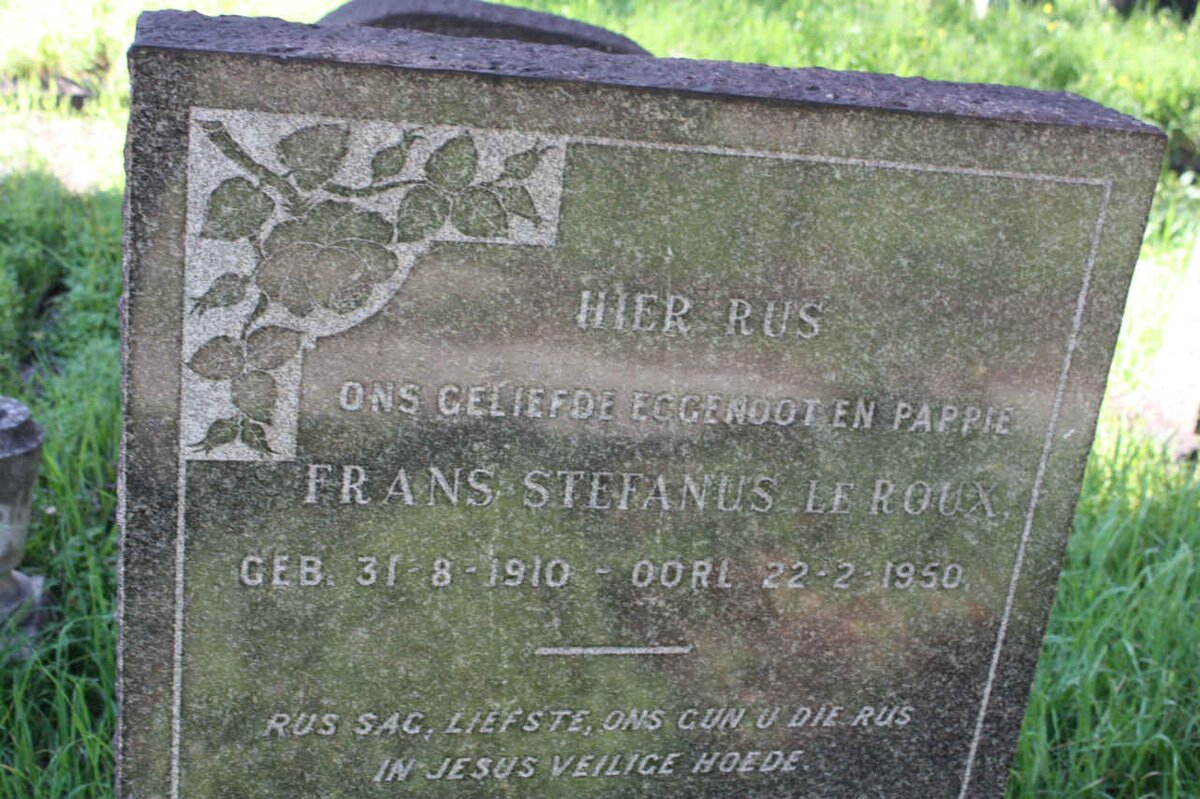 HIER RUS
ONS GELIEFDE EGGENOOT EN PAPPIE
FRANS STEFANUS LE ROUX.
GEB. 31-8-1910 - OORL 22-2-1950.
RUS SAG, LIEFSTE, ONS GUN U DIE RUS
IN JESUS VEILIGE HOEDE.